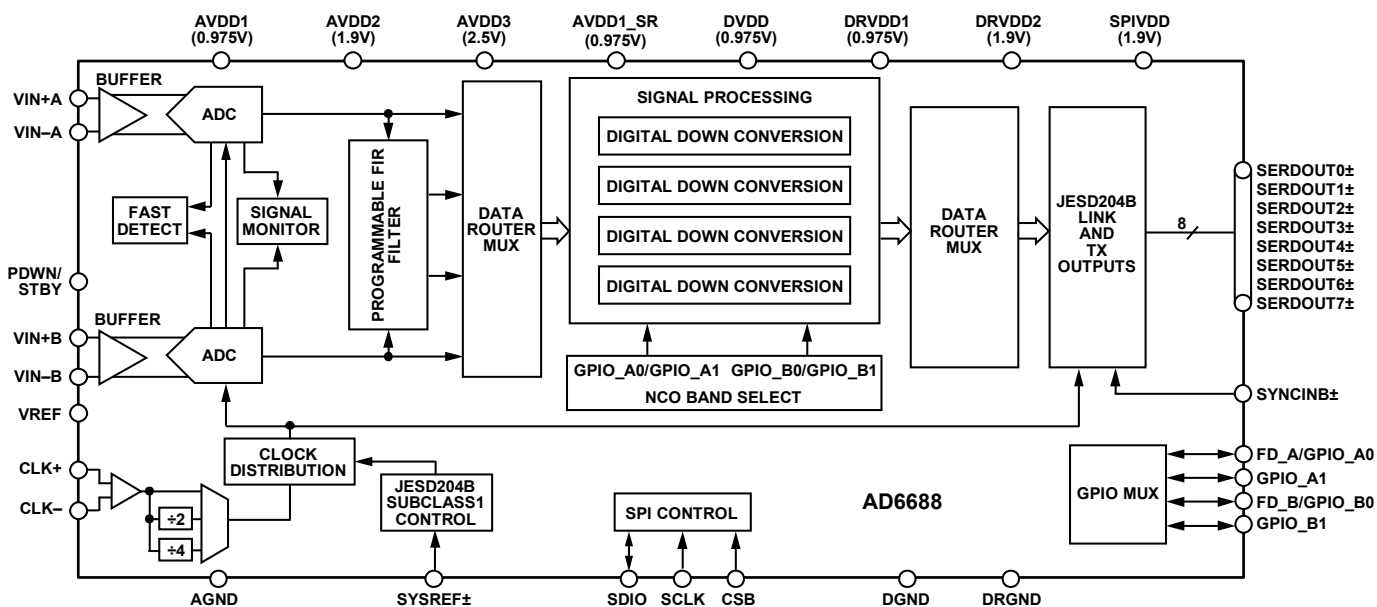 AVDD1
(0.975V)
AVDD2
(1.9V)
AVDD3
(2.5V)
AVDD1_SR
(0.975V)
DVDD
(0.975V)
DRVDD1
(0.975V)
DRVDD2
(1.9V)
SPIVDD
(1.9V)
BUFFER
VIN+A
VIN–A
ADC
FAST
DETECT
SIGNAL
MONITOR
PROGRAMMABLE FIR
FILTER
DATA
ROUTER
MUX
SIGNAL PROCESSING
DIGITAL DOWN CONVERSION
DIGITAL DOWN CONVERSION
DIGITAL DOWN CONVERSION
DIGITAL DOWN CONVERSION
DATA
ROUTER
MUX
JESD204B
LINK
AND
TX
OUTPUTS
8
SERDOUT0±
SERDOUT1±
SERDOUT2±
SERDOUT3±
SERDOUT4±
SERDOUT5±
SERDOUT6±
SERDOUT7±
PDWN/
STBY
BUFFER
VIN+B
VIN–B
ADC
GPIO_A0/GPIO_A1 GPIO_B0/GPIO_B1
NCO BAND SELECT
SYNCINB±
VREF
CLK+
CLK–
÷2
÷4
CLOCK
DISTRIBUTION
JESD204B
SUBCLASS1
CONTROL
SPI CONTROL
AD6688
GPIO MUX
FD_A/GPIO_A0
GPIO_A1
FD_B/GPIO_B0
GPIO_B1
AGND
SYSREF±
SDIO
SCLK
CSB
DGND
DRGND